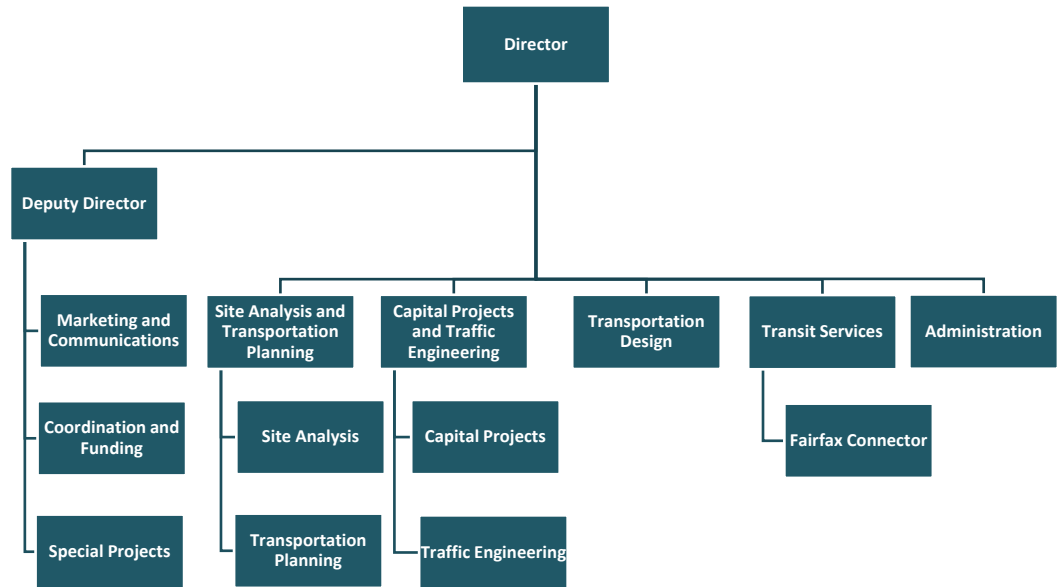 Director
Deputy Director
Marketing and
Communications
Site Analysis and
Transportation
Planning
Capital Projects
and Traffic
Engineering
Transportation
Design
Transit Services
Administration
Coordination and
Funding
Site Analysis
Capital Projects
Fairfax Connector
Special Projects
Transportation
Planning
Traffic Engineering